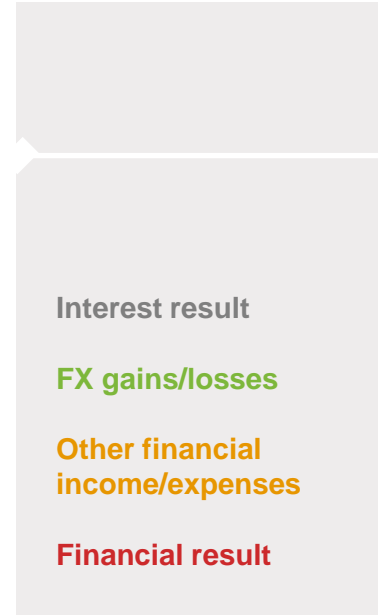 Interest result
FX gains/losses
Other financial
income/expenses
Financial result